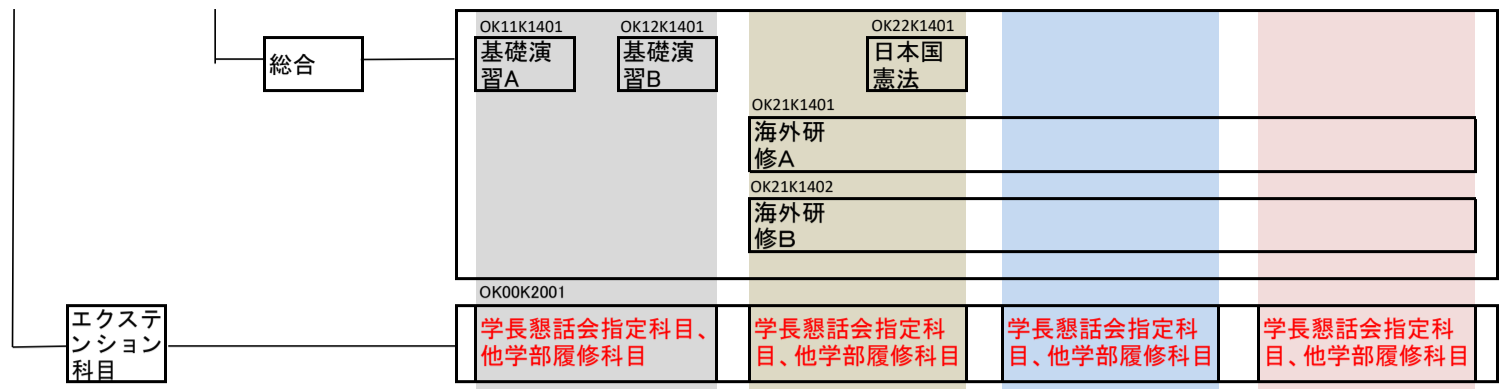 OK11K1401
OK12K1401
OK22K1401
総合
基礎演
習A
基礎演
習B
日本国
憲法
OK21K1401
海外研
修A
OK21K1402
海外研
修B
OK00K2001
エクステ
ンション
科目
学長懇話会指定科目、
他学部履修科目
学長懇話会指定科
目、他学部履修科目
学長懇話会指定科
目、他学部履修科目
学長懇話会指定科
目、他学部履修科目